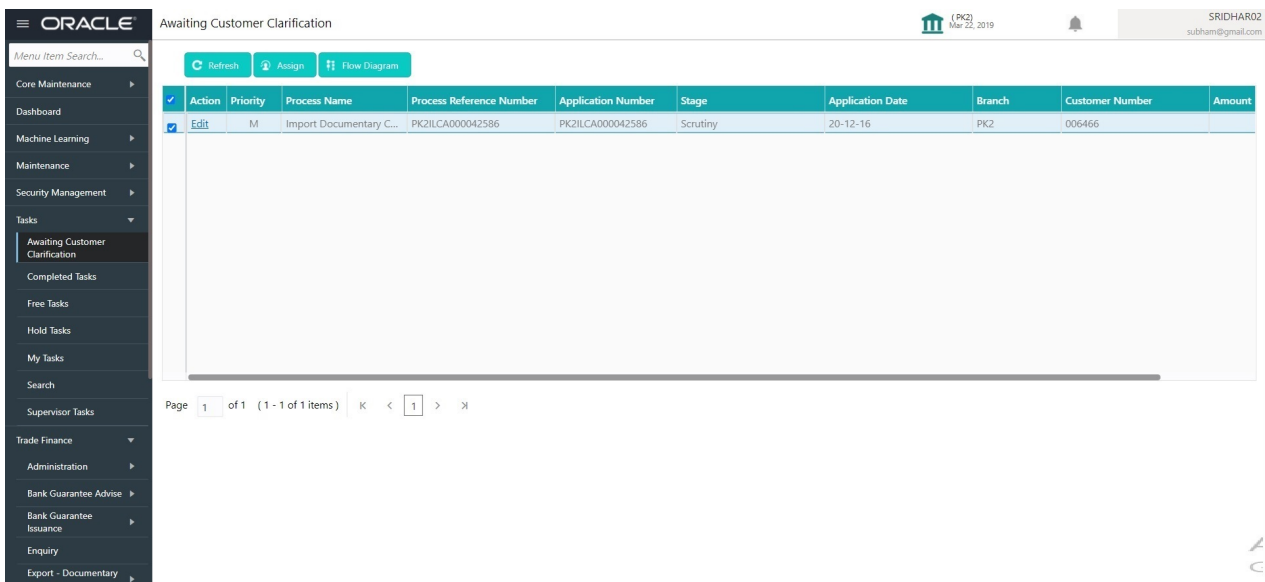 ORACLE
Awaiting Customer Clarification
( PK2)
Mar 22, 2019
SRIDHAR02
subham@gmail.com
Menu Item Search...
Core Maintenance
Dashboard
Machine Learning
Maintenance
Security Management
Tasks
Awaiting Customer
Clarification
Completed Tasks
Free Tasks
Hold Tasks
My Tasks
Search
Supervisor Tasks
Trade Finance
Administration
Bank Guarantee Advise
Bank Guarantee
Issuance
Enquiry
Export - Documentary
Refresh Assign Flow Diagram
Action Priority Process Name Process Reference Number Application Number Stage Application Date Branch Customer Number Amount
Edit M Import Documentary C... PK2ILCA000042586 PK2ILCA000042586 Scrutiny 20-12-16 PK2 006466
Page 1 of 1 ( 1 - 1 of 1 items ) K < 1 > >|
A
G